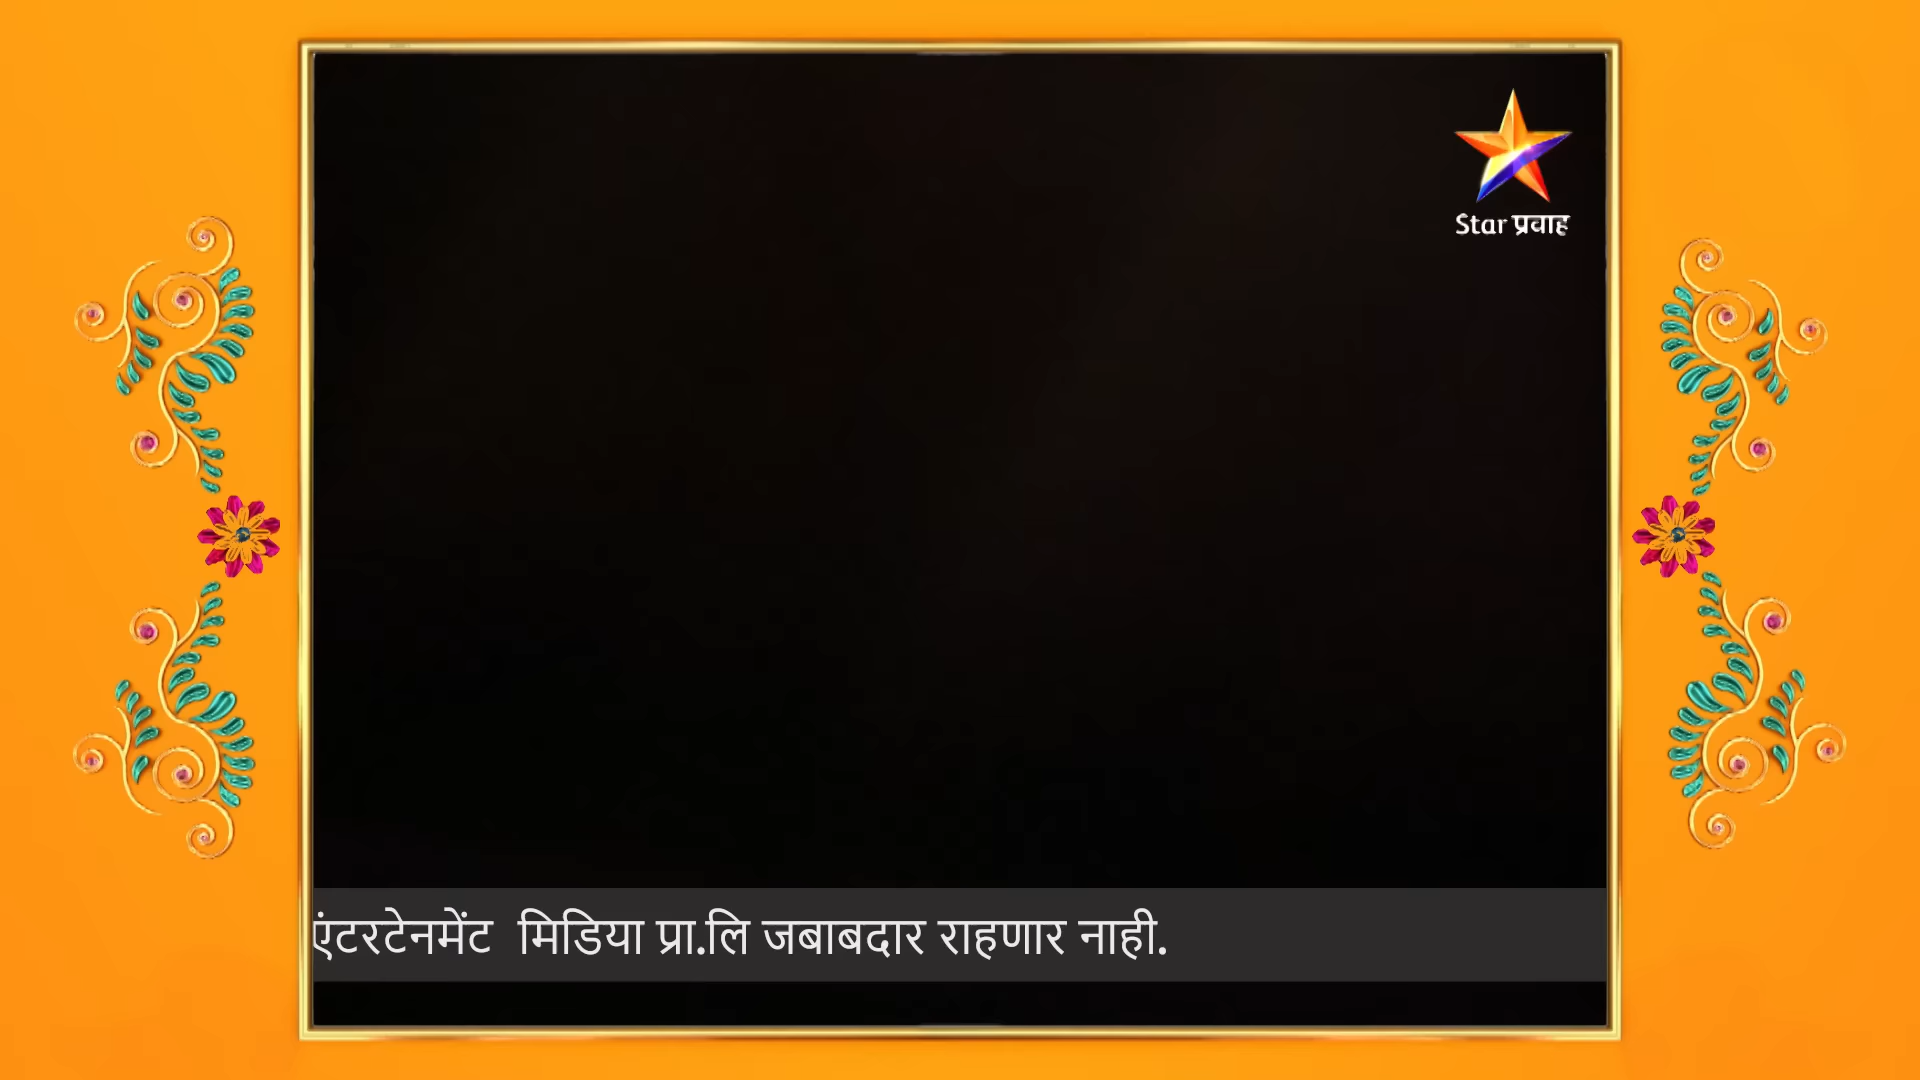 Star प्रवाह
एंटरटेनमेंट मिडिया प्रा.लि जबाबदार राहणार नाही.